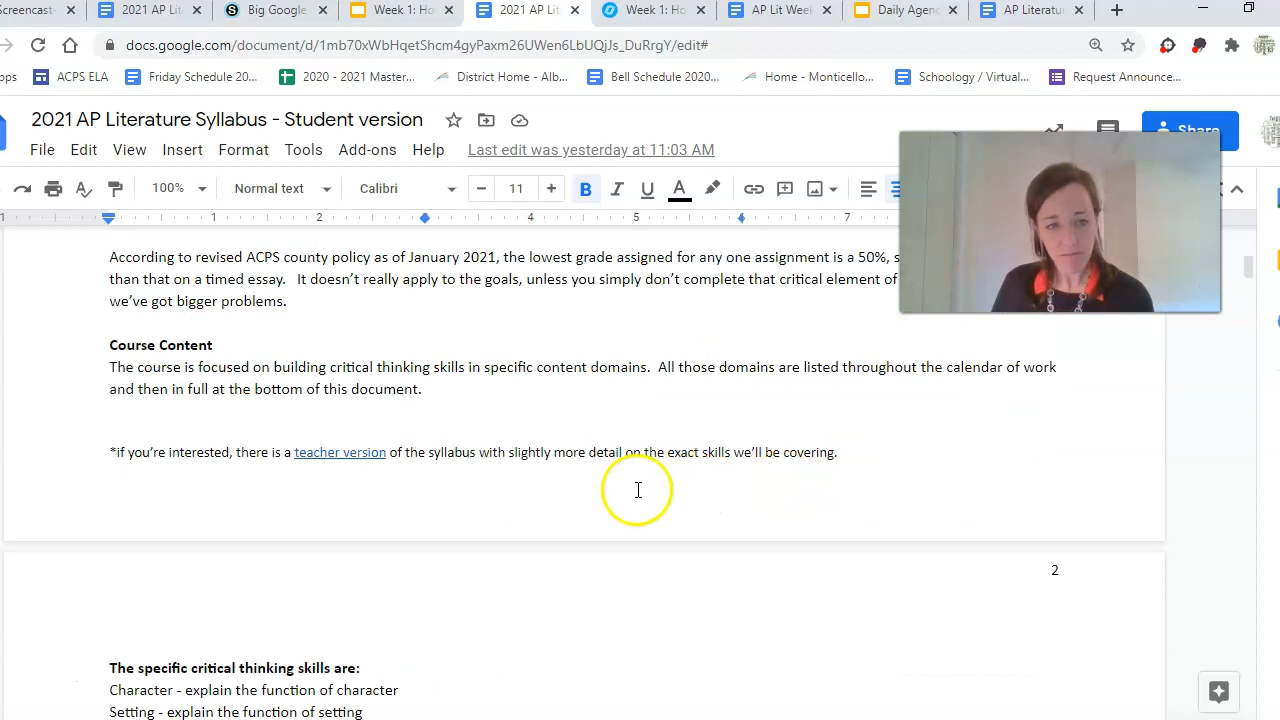 Screencast-
2021 AP Lit
Big Google
Week 1: Ho
2021 AP Lit
Week 1: Ho
AP Lit Week
Daily Agen
AP Literatur
docs.google.com/document/d/1mb70xWbHqetShcm4gyPaxm26UWen6LbUQjJs_DuRrgY/edit#
ACPS ELA
Friday Schedule 20...
2020 - 2021 Master...
District Home - Alb...
Bell Schedule 2020...
Home - Monticello...
Schoology / Virtual...
Request Announce...
2021 AP Literature Syllabus - Student version
Share
File Edit View Insert Format Tools Add-ons Help Last edit was yesterday at 11:03 AM
100% Normal text Calibri 11 B I U A
1 1 2 4 5 6 7
According to revised ACPS county policy as of January 2021, the lowest grade assigned for any one assignment is a 50%, s
than that on a timed essay. It doesn't really apply to the goals, unless you simply don't complete that critical element of
we've got bigger problems.
Course Content
The course is focused on building critical thinking skills in specific content domains. All those domains are listed throughout the calendar of work
and then in full at the bottom of this document.
*if you're interested, there is a teacher version of the syllabus with slightly more detail on the exact skills we'll be covering.
2
The specific critical thinking skills are:
Character - explain the function of character
Setting - explain the function of setting